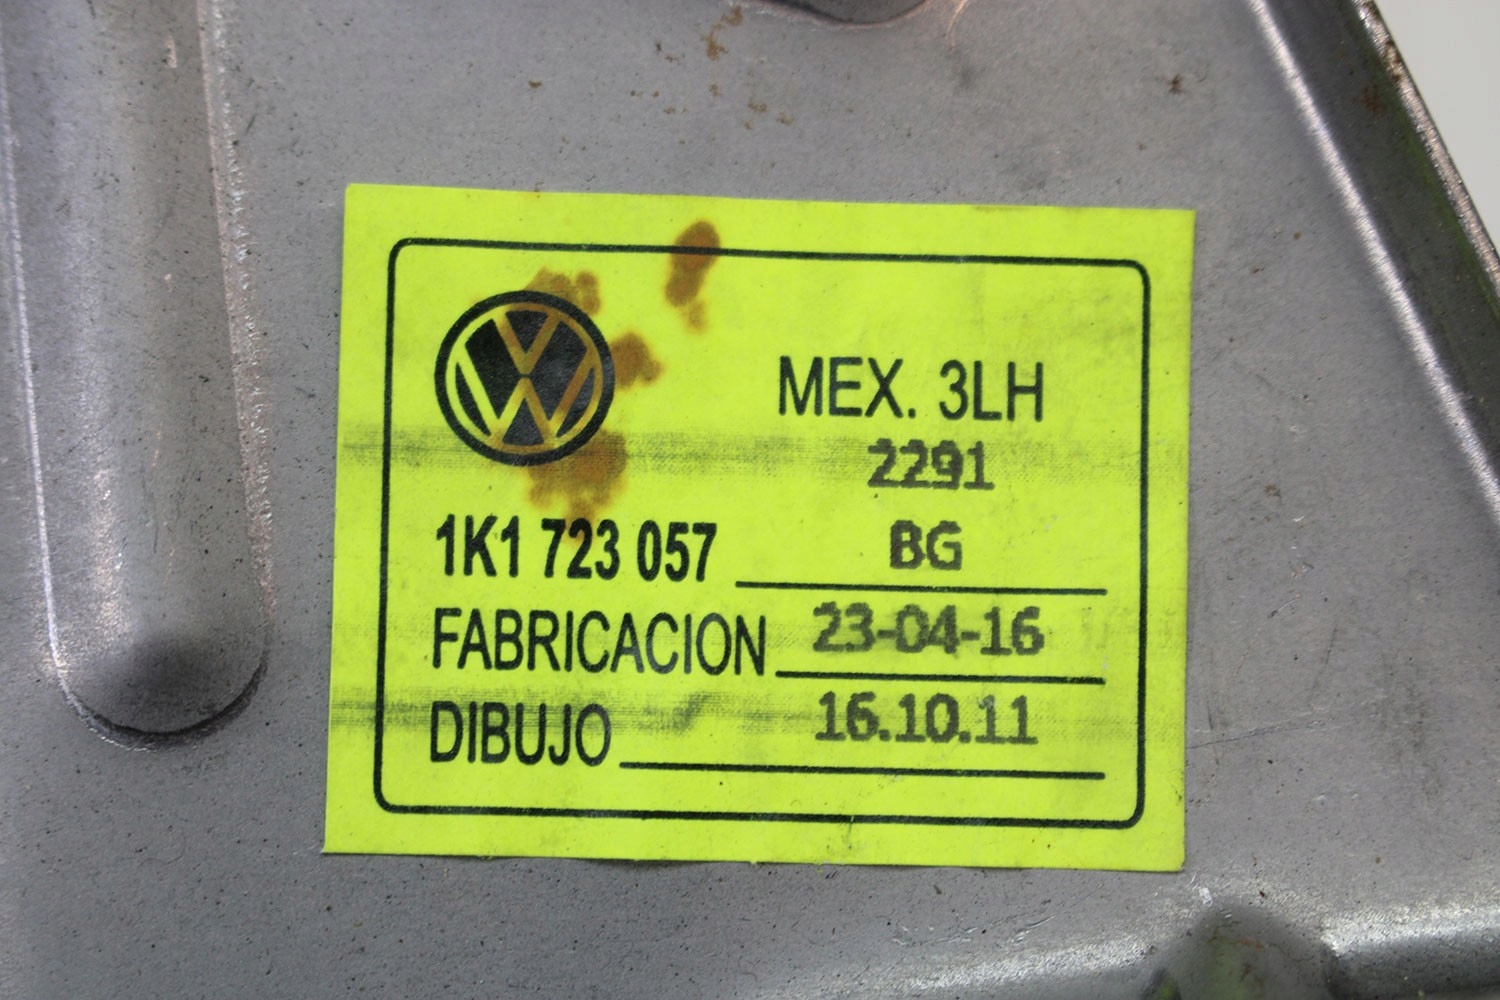 MEX. 3LH
2291
1K1 723 057 BG
FABRICACION 23-04-16
DIBUJO 16.10.11